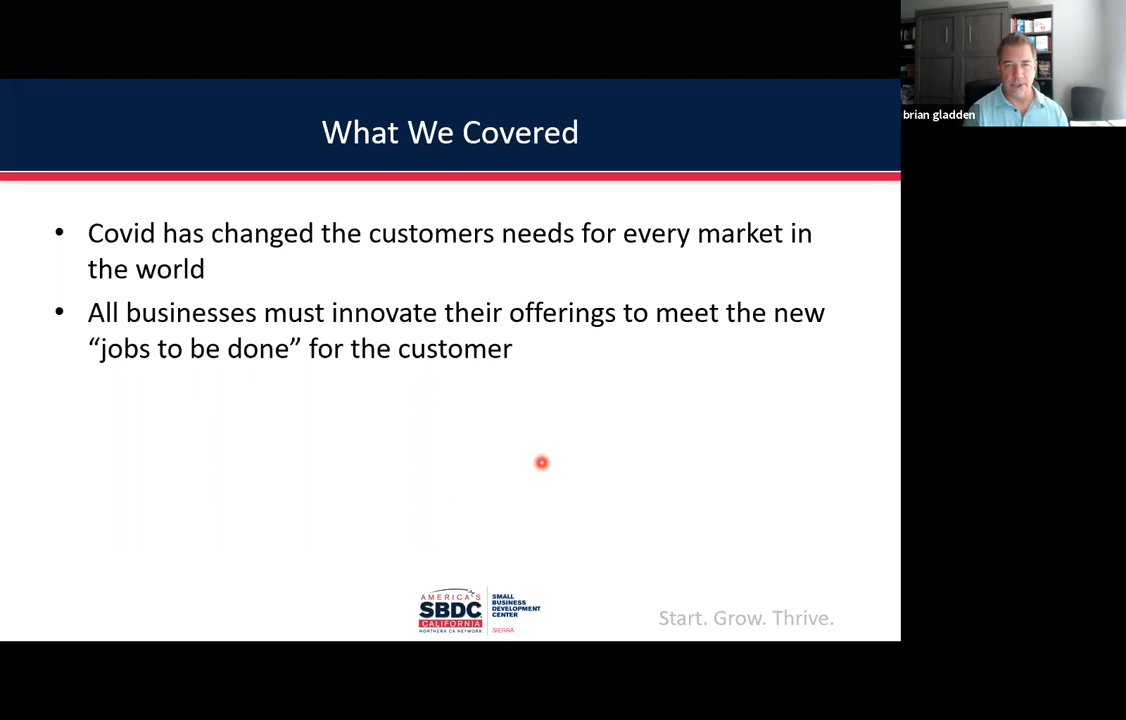 What We Covered
brian gladden
• Covid has changed the customers needs for every market in
the world
• All businesses must innovate their offerings to meet the new
“jobs to be done” for the customer
AMERICA'S
SBDC
CALIFORNIA
NORTHERN CA NETWORK
SMALL
BUSINESS
DEVELOPMENT
CENTER
SIERRA
Start. Grow. Thrive.